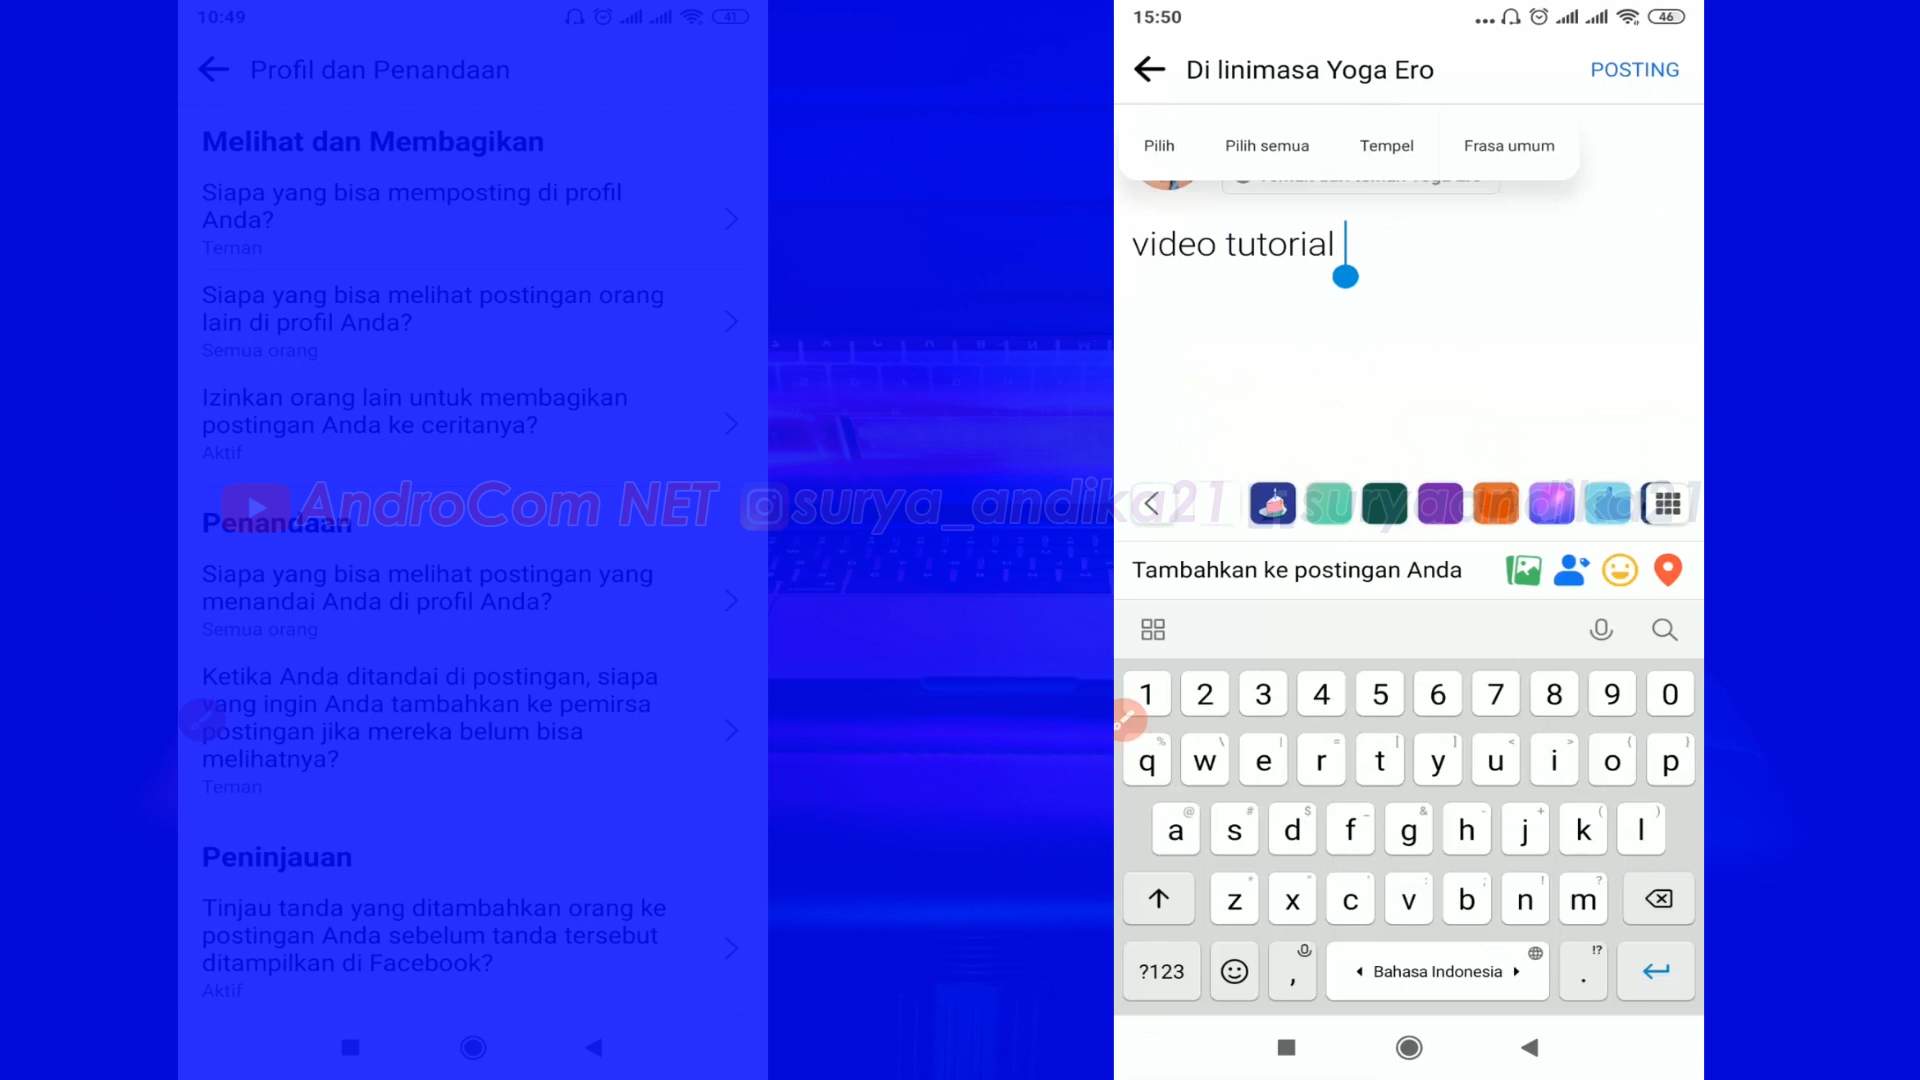 10:49
41
Profil dan Penandaan
Melihat dan Membagikan
Siapa yang bisa memposting di profil
Anda?
Teman
Siapa yang bisa melihat postingan orang
lain di profil Anda?
Semua orang
Izinkan orang lain untuk membagikan
postingan Anda ke ceritanya?
Aktif
Penandaan
Siapa yang bisa melihat postingan yang
menandai Anda di profil Anda?
Semua orang
Ketika Anda ditandai di postingan, siapa
yang ingin Anda tambahkan ke pemirsa
postingan jika mereka belum bisa
melihatnya?
Teman
Peninjauan
Tinjau tanda yang ditambahkan orang ke
postingan Anda sebelum tanda tersebut
ditampilkan di Facebook?
Aktif
AndroCom NET surya_andika21 suryaandika21
15:50
46
Di linimasa Yoga Ero POSTING
Pilih Pilih semua Tempel Frasa umum
video tutorial
Tambahkan ke postingan Anda
1 2 3 4 5 6 7 8 9 0
q w e r t y u i o p
a s d f g h j k l
z x c v b n m
?123 , Bahasa Indonesia .